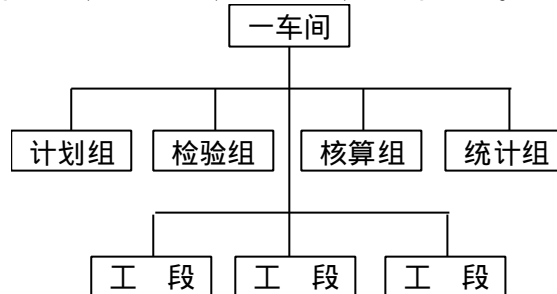 一车间
计划组 检验组 核算组 统计组
工 段 工 段 工 段